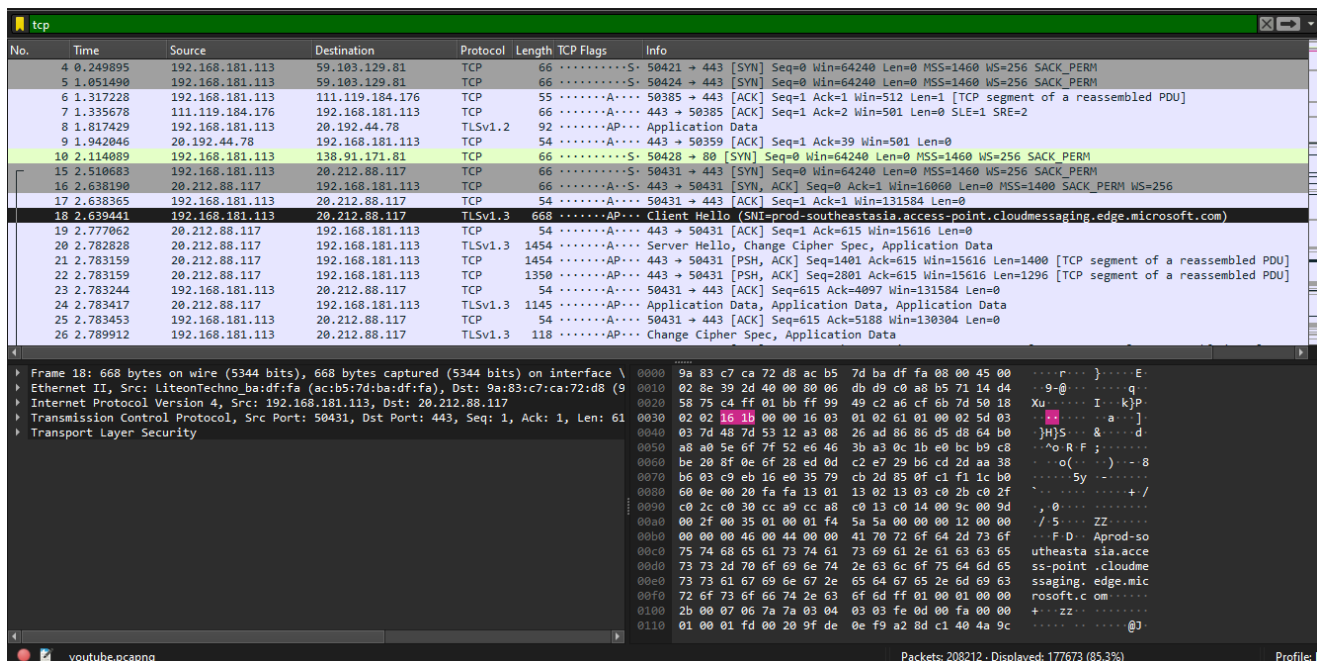 tcp
No. Time Source Destination Protocol Length TCP Flags Info
4 0.249895 192.168.181.113 59.103.129.81 TCP 66 ··········S· 50421 → 443 [SYN] Seq=0 Win=64240 Len=0 MSS=1460 WS=256 SACK_PERM
5 1.051490 192.168.181.113 59.103.129.81 TCP 66 ··········S· 50424 → 443 [SYN] Seq=0 Win=64240 Len=0 MSS=1460 WS=256 SACK_PERM
6 1.317228 192.168.181.113 111.119.184.176 TCP 55 ·······A···· 50385 → 443 [ACK] Seq=1 Ack=1 Win=512 Len=1 [TCP segment of a reassembled PDU]
7 1.335678 111.119.184.176 192.168.181.113 TCP 66 ·······A···· 443 → 50385 [ACK] Seq=1 Ack=2 Win=501 Len=0 SLE=1 SRE=2
8 1.817429 192.168.181.113 20.192.44.78 TLSv1.2 92 ·······AP··· Application Data
9 1.942046 20.192.44.78 192.168.181.113 TCP 54 ·······A···· 443 → 50359 [ACK] Seq=1 Ack=39 Win=501 Len=0
10 2.114089 192.168.181.113 138.91.171.81 TCP 66 ··········S· 50428 → 80 [SYN] Seq=0 Win=64240 Len=0 MSS=1460 WS=256 SACK_PERM
15 2.510683 192.168.181.113 20.212.88.117 TCP 66 ··········S· 50431 → 443 [SYN] Seq=0 Win=64240 Len=0 MSS=1460 WS=256 SACK_PERM
16 2.638190 20.212.88.117 192.168.181.113 TCP 66 ·······A··S· 443 → 50431 [SYN, ACK] Seq=0 Ack=1 Win=16060 Len=0 MSS=1400 SACK_PERM WS=256
17 2.638365 192.168.181.113 20.212.88.117 TCP 54 ·······A···· 50431 → 443 [ACK] Seq=1 Ack=1 Win=131584 Len=0
18 2.639441 192.168.181.113 20.212.88.117 TLSv1.3 668 ·······AP··· Client Hello (SNI=prod-southeastasia.access-point.cloudmessaging.edge.microsoft.com)
19 2.777062 20.212.88.117 192.168.181.113 TCP 54 ·······A···· 443 → 50431 [ACK] Seq=1 Ack=615 Win=15616 Len=0
20 2.782828 20.212.88.117 192.168.181.113 TLSv1.3 1454 ·······AP··· Server Hello, Change Cipher Spec, Application Data
21 2.783159 20.212.88.117 192.168.181.113 TCP 1454 ·······AP··· 443 → 50431 [PSH, ACK] Seq=1401 Ack=615 Win=15616 Len=1400 [TCP segment of a reassembled PDU]
22 2.783159 20.212.88.117 192.168.181.113 TCP 1350 ·······AP··· 443 → 50431 [PSH, ACK] Seq=2801 Ack=615 Win=15616 Len=1296 [TCP segment of a reassembled PDU]
23 2.783244 192.168.181.113 20.212.88.117 TCP 54 ·······A···· 50431 → 443 [ACK] Seq=615 Ack=4097 Win=131584 Len=0
24 2.783417 20.212.88.117 192.168.181.113 TLSv1.3 1145 ·······AP··· Application Data, Application Data, Application Data
25 2.783453 192.168.181.113 20.212.88.117 TCP 54 ·······A···· 50431 → 443 [ACK] Seq=615 Ack=5188 Win=130304 Len=0
26 2.789912 192.168.181.113 20.212.88.117 TLSv1.3 118 ·······AP··· Change Cipher Spec, Application Data
Frame 18: 668 bytes on wire (5344 bits), 668 bytes captured (5344 bits) on interface \
Ethernet II, Src: LiteonTechno_ba:df:fa (ac:b5:7d:ba:df:fa), Dst: 9a:83:c7:ca:72:d8 (9
Internet Protocol Version 4, Src: 192.168.181.113, Dst: 20.212.88.117
Transmission Control Protocol, Src Port: 50431, Dst Port: 443, Seq: 1, Ack: 1, Len: 61
Transport Layer Security
0000 9a 83 c7 ca 72 d8 ac b5 7d ba df fa 08 00 45 00 ····r··· }·····E·
0010 02 8e 39 2d 40 00 80 06 db d9 c0 a8 b5 71 14 d4 ··9-@··· ·····q··
0020 58 75 c4 ff 01 bb ff 99 49 c2 a6 cf 6b 7d 50 18 Xu······ I···k}P·
0030 02 02 16 1b 00 00 16 03 01 02 61 01 00 02 5d 03 ········ ··a···]·
0040 03 7d 48 7d 53 12 a3 08 26 ad 86 86 d5 d8 64 b0 ·}H}S··· &·····d·
0050 a8 a0 5e 6f 7f 52 e6 46 3b a3 0c 1b e0 bc b9 c8 ··^o·R·F ;·······
0060 be 20 8f 0e 6f 28 ed 0d c2 e7 29 b6 cd 2d aa 38 · ··o(·· ··)··-·8
0070 b6 03 c9 eb 16 e0 35 79 cb 2d 85 0f c1 f1 1c b0 ······5y ·-······
0080 60 0e 00 20 fa fa 13 01 13 02 13 03 c0 2b c0 2f `·· ···· ·····+·/
0090 c0 2c c0 30 cc a9 cc a8 c0 13 c0 14 00 9c 00 9d ·,·0···· ········
00a0 00 2f 00 35 01 00 01 f4 5a 5a 00 00 00 12 00 00 ·/·5···· ZZ······
00b0 00 00 00 46 00 44 00 00 41 70 72 6f 64 2d 73 6f ···F·D·· Aprod-so
00c0 75 74 68 65 61 73 74 61 73 69 61 2e 61 63 63 65 utheasta sia.acce
00d0 73 73 2d 70 6f 69 6e 74 2e 63 6c 6f 75 64 6d 65 ss-point .cloudme
00e0 73 73 61 67 69 6e 67 2e 65 64 67 65 2e 6d 69 63 ssaging. edge.mic
00f0 72 6f 73 6f 66 74 2e 63 6f 6d ff 01 00 01 00 00 rosoft.c om······
0100 2b 00 07 06 7a 7a 03 04 03 03 fe 0d 00 fa 00 00 +···zz·· ········
0110 01 00 01 fd 00 20 9f de 0e f9 a2 8d c1 40 4a 9c ····· ·· ·····@J·
youtube.pcapng Packets: 208212 · Displayed: 177673 (85.3%) Profile: